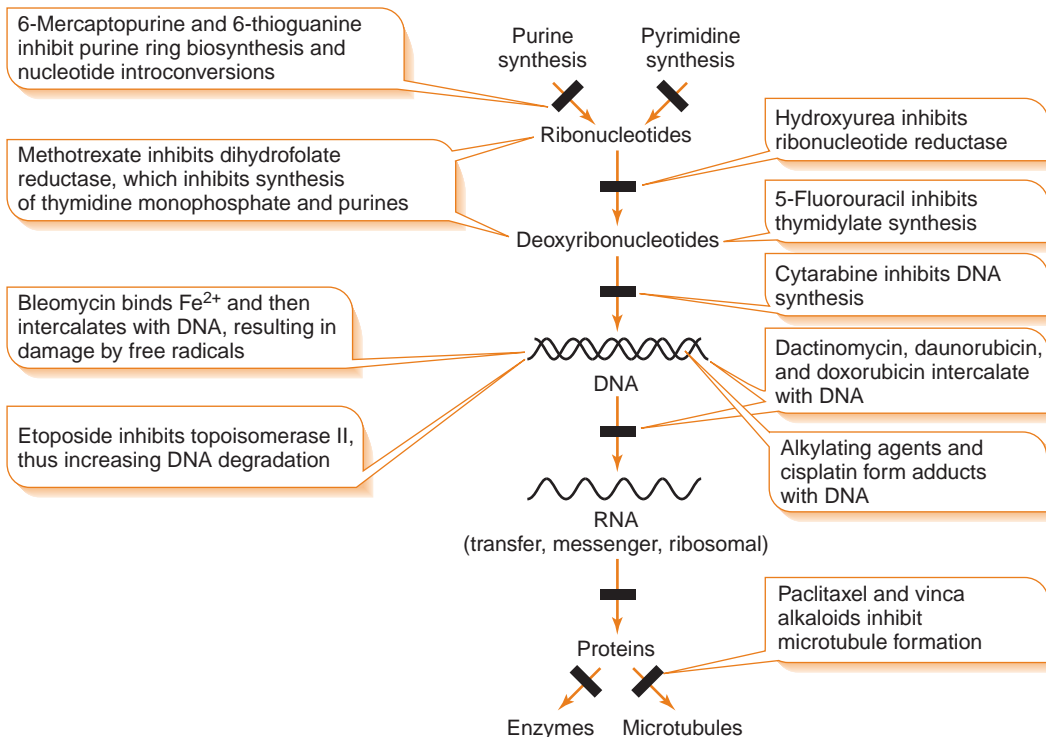 6-Mercaptopurine and 6-thioguanine
inhibit purine ring biosynthesis and
nucleotide introconversions
Purine
synthesis
Pyrimidine
synthesis
Ribonucleotides
Hydroxyurea inhibits
ribonucleotide reductase
Methotrexate inhibits dihydrofolate
reductase, which inhibits synthesis
of thymidine monophosphate and purines
5-Fluorouracil inhibits
thymidylate synthesis
Deoxyribonucleotides
Cytarabine inhibits DNA
synthesis
Bleomycin binds Fe²⁺ and then
intercalates with DNA, resulting in
damage by free radicals
Dactinomycin, daunorubicin,
and doxorubicin intercalate
with DNA
DNA
Etoposide inhibits topoisomerase II,
thus increasing DNA degradation
Alkylating agents and
cisplatin form adducts
with DNA
RNA
(transfer, messenger, ribosomal)
Paclitaxel and vinca
alkaloids inhibit
microtubule formation
Proteins
Enzymes
Microtubules